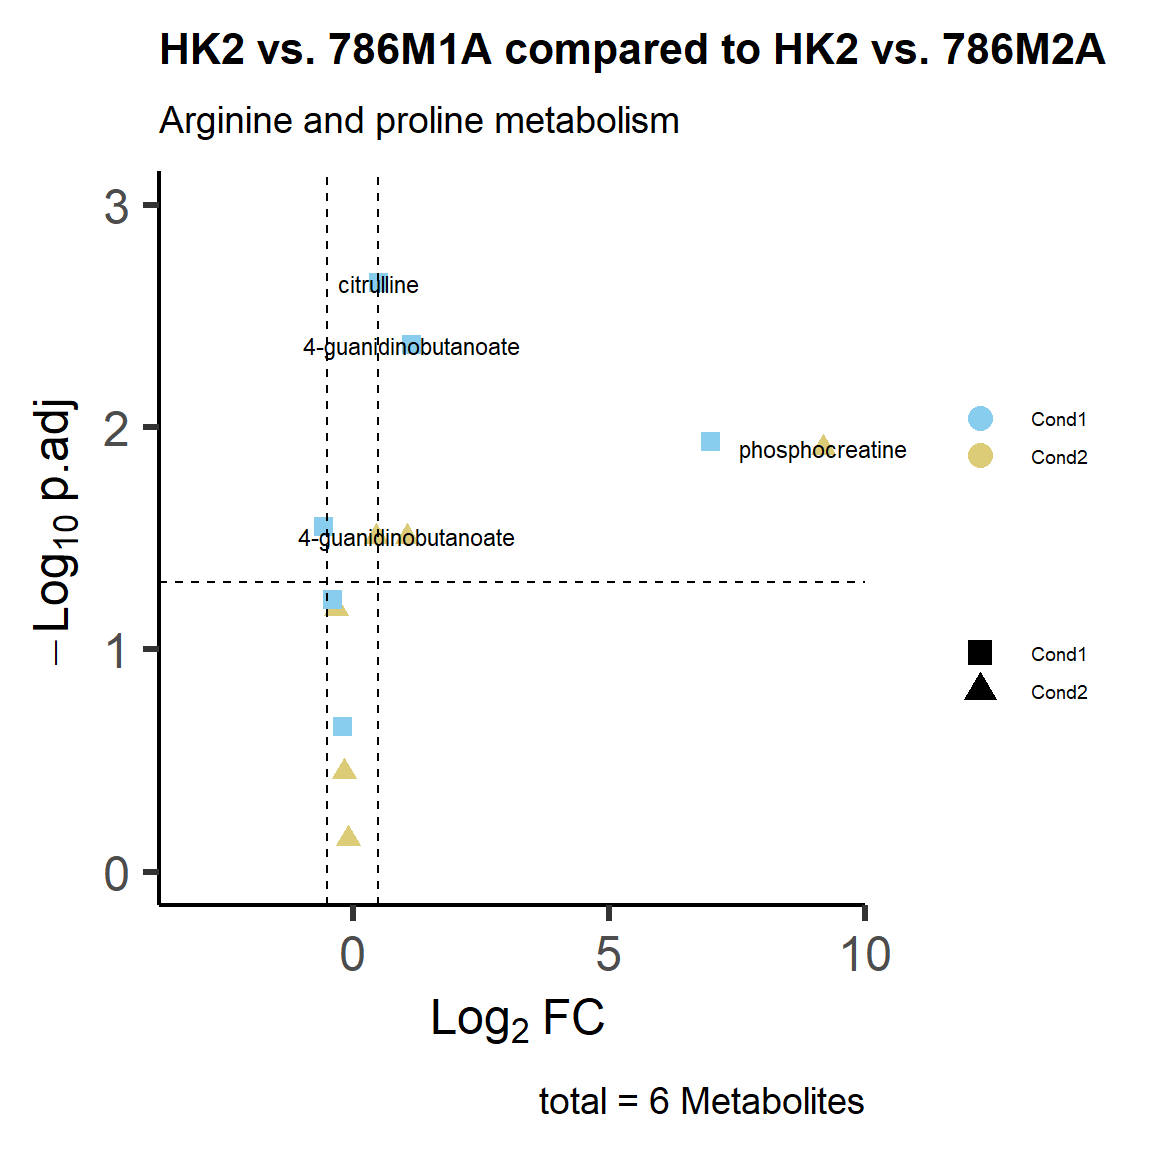 HK2 vs. 786M1A compared to HK2 vs. 786M2A
Arginine and proline metabolism
3
2
1
0
−Log10 p.adj
citrulline
4-guanidinobutanoate
phosphocreatine
4-guanidinobutanoate
Cond1
Cond2
Cond1
Cond2
0 5 10
Log2 FC
total = 6 Metabolites